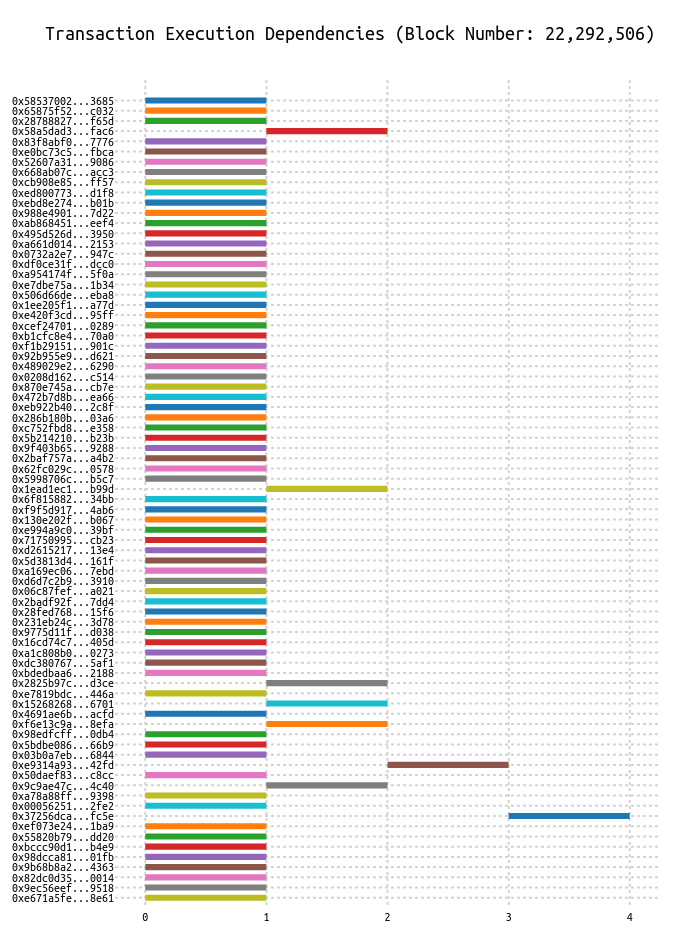 Transaction Execution Dependencies (Block Number: 22,292,506)
0x58537002...3685
0x65875f52...c032
0x28788827...f65d
0x58a5dad3...fac6
0x83f8abf0...7776
0xe0bc73c5...fbca
0x52607a31...9086
0x668ab07c...acc3
0xcb908e85...ff57
0xed800773...d1f8
0xebd8e274...b01b
0x988e4901...7d22
0xab868451...eef4
0x495d526d...3950
0xa661d014...2153
0x0732a2e7...947c
0xdf0ce31f...dcc0
0xa954174f...5f0a
0xe7dbe75a...1b34
0x506d66de...eba8
0x1ee205f1...a77d
0xe420f3cd...95ff
0xcef24701...0289
0xb1cfc8e4...70a0
0xf1b29151...901c
0x92b955e9...d621
0x489029e2...6290
0x0208d162...c514
0x870e745a...cb7e
0x472b7d8b...ea66
0xeb922b40...2c8f
0x286b180b...03a6
0xc752fbd8...e358
0x5b214210...b23b
0x9f403b65...9288
0x2baf757a...a4b2
0x62fc029c...0578
0x5998706c...b5c7
0x1ead1ec1...b99d
0x6f815882...34bb
0xf9f5d917...4ab6
0x130e202f...b067
0xe994a9c0...39bf
0x71750995...cb23
0xd2615217...13e4
0x5d3813d4...161f
0xa169ec06...7ebd
0xd6d7c2b9...3910
0x06c87fef...a021
0x2badf92f...7dd4
0x28fed768...15f6
0x231eb24c...3d78
0x9775d11f...d038
0x16cd74c7...405d
0xa1c808b0...0273
0xdc380767...5af1
0xbdedbaa6...2188
0x2825b97c...d3ce
0xe7819bdc...446a
0x15268268...6701
0x4691ae6b...acfd
0xf6e13c9a...8efa
0x98edfcff...0db4
0x5bdbe086...66b9
0x03b0a7eb...6844
0xe9314a93...42fd
0x50daef83...c8cc
0x9c9ae47c...4c40
0xa78a88ff...9398
0x00056251...2fe2
0x37256dca...fc5e
0xef073e24...1ba9
0x55820b79...dd20
0xbccc90d1...b4e9
0x98dcca81...01fb
0x9b68b8a2...4363
0x82dc0d35...0014
0x9ec56eef...9518
0xe671a5fe...8e61
0 1 2 3 4